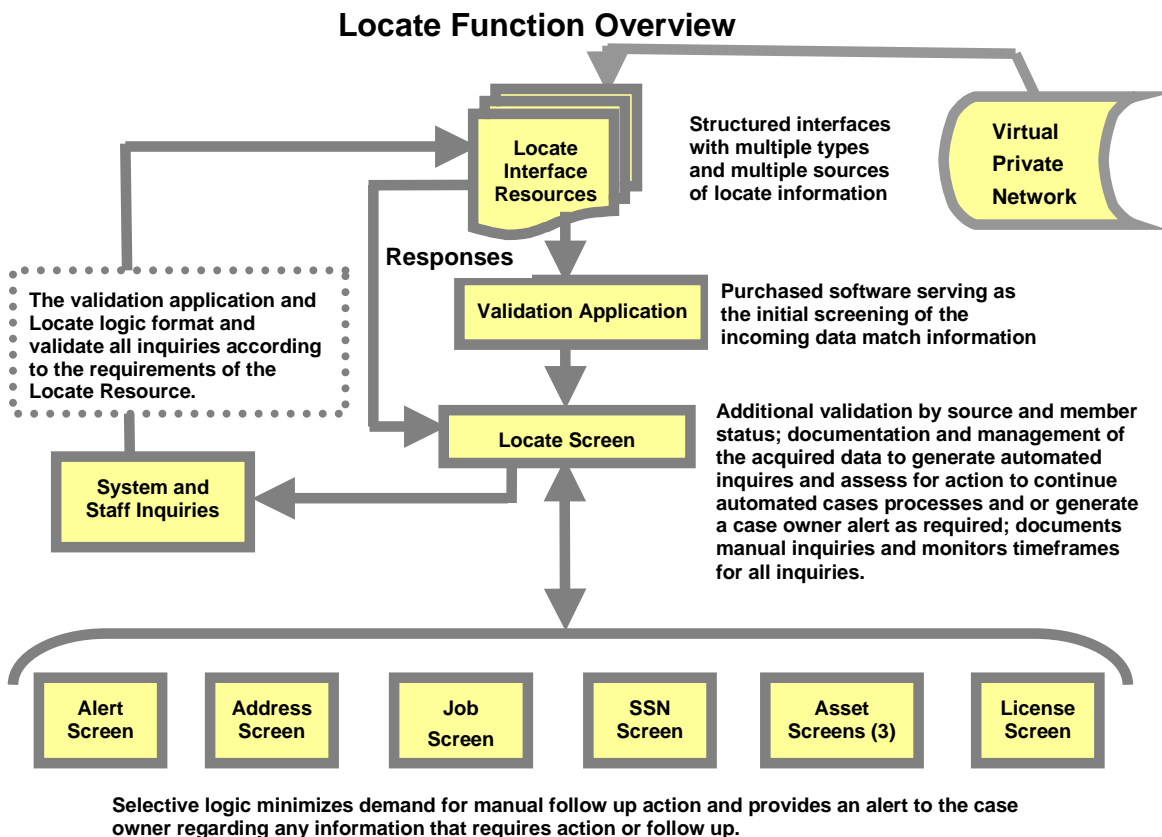 Locate Function Overview
Locate
Interface
Resources
Structured interfaces
with multiple types
and multiple sources
of locate information
Virtual
Private
Network
Responses
The validation application and
Locate logic format and
validate all inquiries according
to the requirements of the
Locate Resource.
Validation Application
Purchased software serving as
the initial screening of the
incoming data match information
Locate Screen
Additional validation by source and member
status; documentation and management of
the acquired data to generate automated
inquires and assess for action to continue
automated cases processes and or generate
a case owner alert as required; documents
manual inquiries and monitors timeframes
for all inquiries.
System and
Staff Inquiries
Alert
Screen
Address
Screen
Job
Screen
SSN
Screen
Asset
Screens (3)
License
Screen
Selective logic minimizes demand for manual follow up action and provides an alert to the case
owner regarding any information that requires action or follow up.